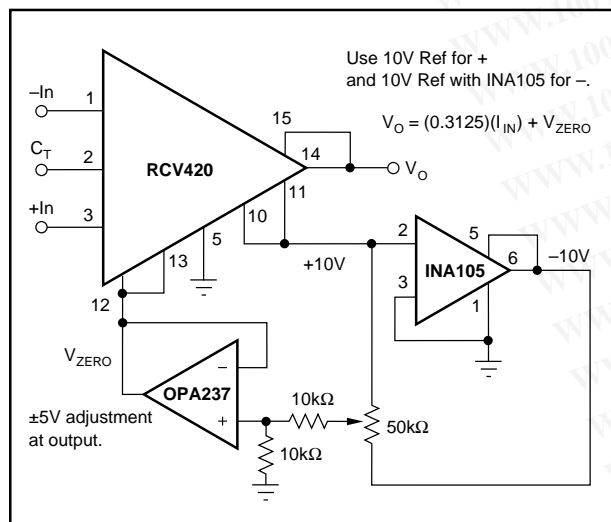 Use 10V Ref for +
and 10V Ref with INA105 for –.
V_O = (0.3125)(I_IN) + V_ZERO
–In
1
C_T
2
+In
3
RCV420
15
14
V_O
11
10
5
13
12
+10V
2
3
INA105
5
6
–10V
1
V_ZERO
–
+
OPA237
±5V adjustment
at output.
10kΩ
10kΩ
50kΩ